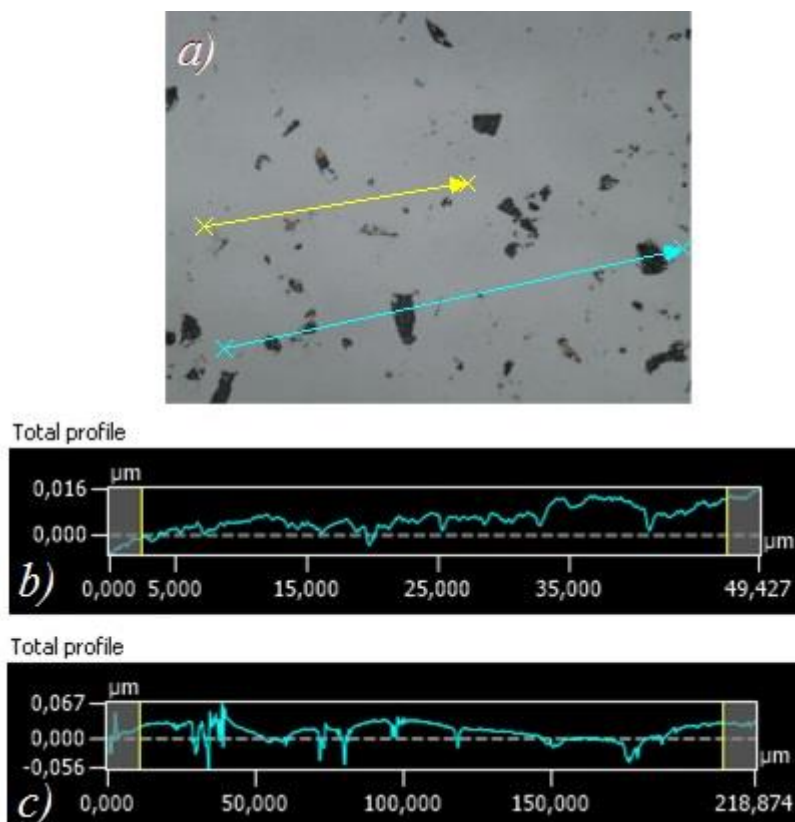 a)
Total profile
µm
0,016
0,000
µm
b)
0,000 5,000 15,000 25,000 35,000 49,427
Total profile
µm
0,067
0,000
-0,056
µm
c)
0,000 50,000 100,000 150,000 218,874